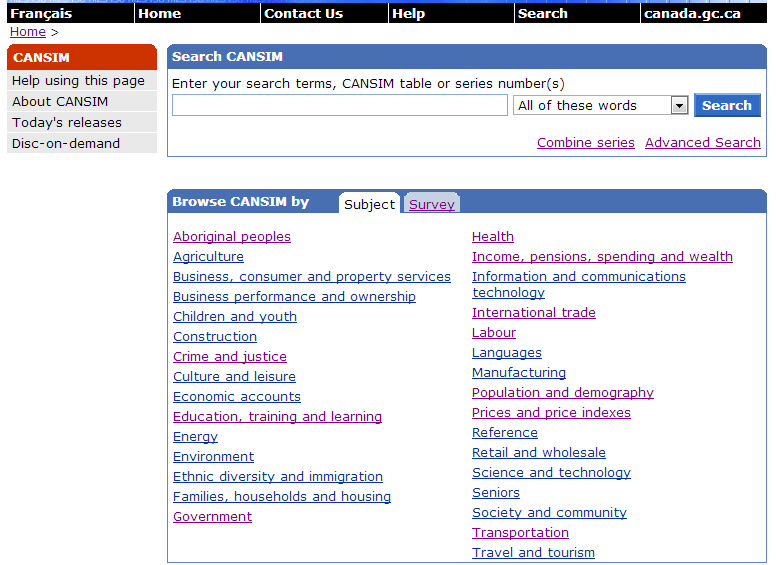 Français Home Contact Us Help Search canada.gc.ca
Home >
CANSIM
Help using this page
About CANSIM
Today's releases
Disc-on-demand
Search CANSIM
Enter your search terms, CANSIM table or series number(s)
All of these words Search
Combine series Advanced Search
Browse CANSIM by Subject Survey
Aboriginal peoples
Agriculture
Business, consumer and property services
Business performance and ownership
Children and youth
Construction
Crime and justice
Culture and leisure
Economic accounts
Education, training and learning
Energy
Environment
Ethnic diversity and immigration
Families, households and housing
Government
Health
Income, pensions, spending and wealth
Information and communications
technology
International trade
Labour
Languages
Manufacturing
Population and demography
Prices and price indexes
Reference
Retail and wholesale
Science and technology
Seniors
Society and community
Transportation
Travel and tourism